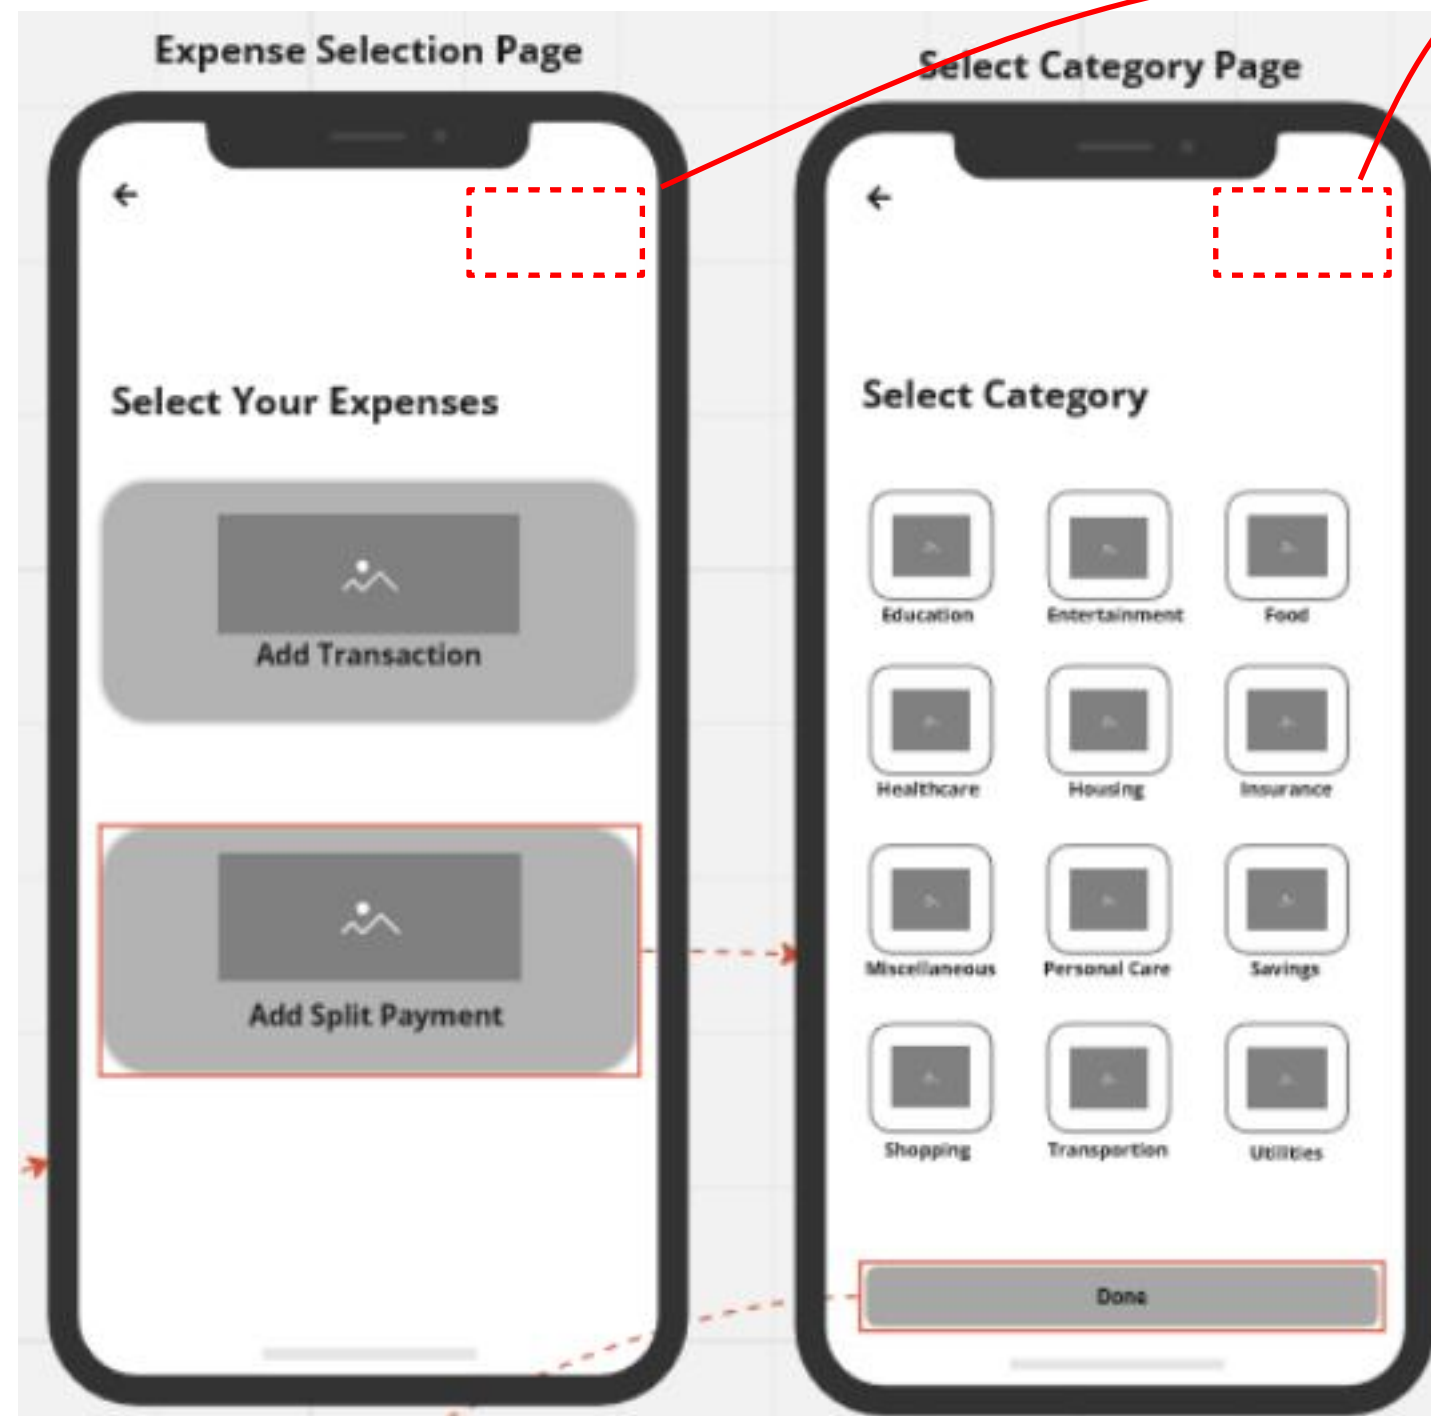 Expense Selection Page
Select Category Page
Select Your Expenses
Add Transaction
Add Split Payment
Select Category
Education Entertainment Food
Healthcare Housing Insurance
Miscellaneous Personal Care Savings
Shopping Transportion Utilities
Done